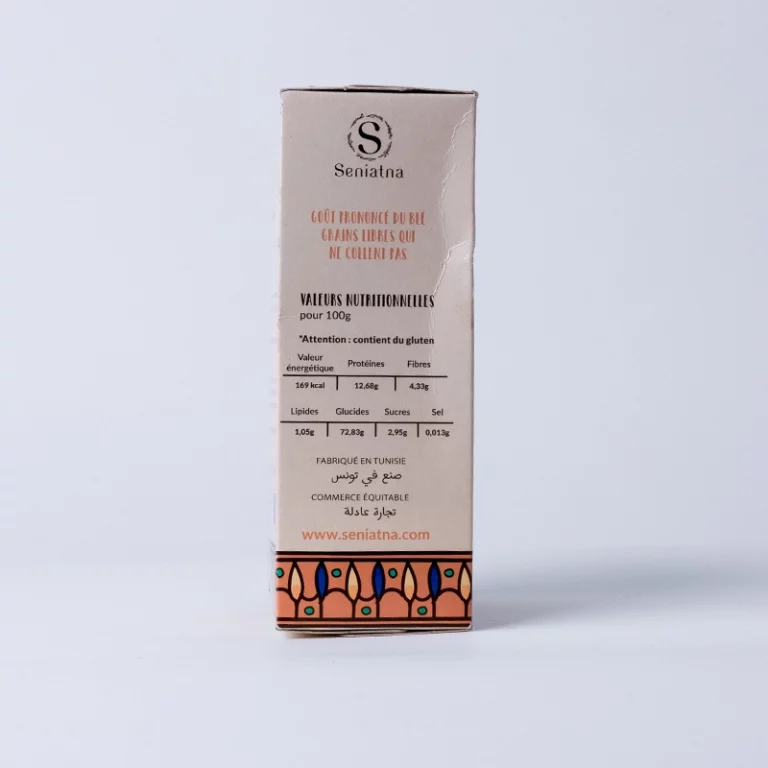 S
Seniatna
GOÛT PRONONCÉ DU BLÉ
GRAINS LIBRES QUI
NE COLLENT PAS
VALEURS NUTRITIONNELLES
pour 100g
*Attention : contient du gluten
Valeur énergétique Protéines Fibres
169 kcal 12,68g 4,33g
Lipides Glucides Sucres Sel
1,05g 72,83g 2,95g 0,013g
FABRIQUÉ EN TUNISIE
صنع في تونس
COMMERCE ÉQUITABLE
تجارة عادلة
www.seniatna.com